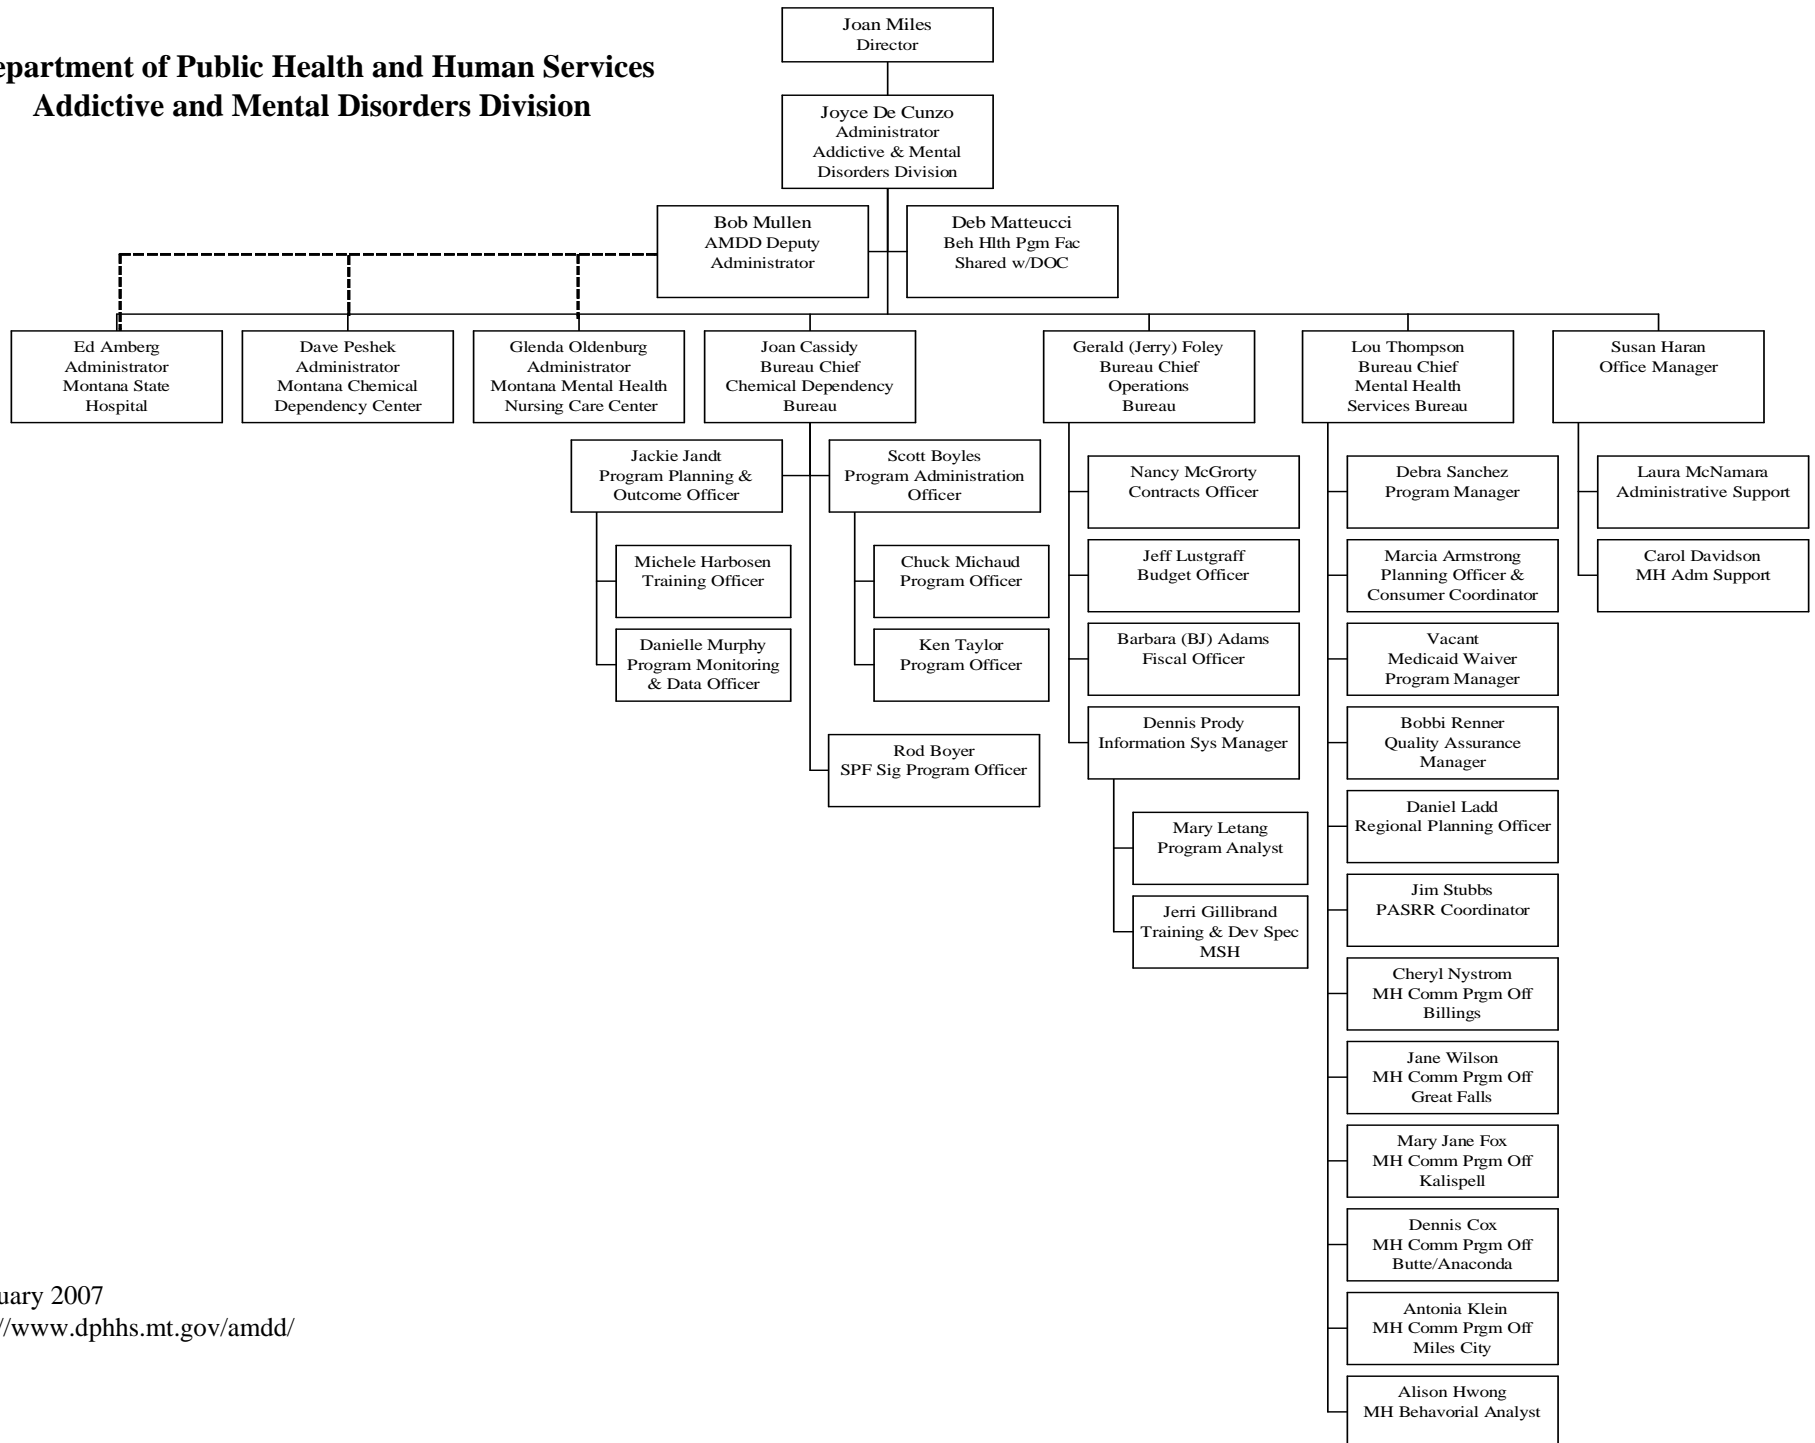 Joan Miles
Director
epartment of Public Health and Human Services
Addictive and Mental Disorders Division
Joyce De Cunzo
Administrator
Addictive & Mental
Disorders Division
Bob Mullen
AMDD Deputy
Administrator
Deb Matteucci
Beh Hlth Pgm Fac
Shared w/DOC
Ed Amberg
Administrator
Montana State
Hospital
Dave Peshek
Administrator
Montana Chemical
Dependency Center
Glenda Oldenburg
Administrator
Montana Mental Health
Nursing Care Center
Joan Cassidy
Bureau Chief
Chemical Dependency
Bureau
Gerald (Jerry) Foley
Bureau Chief
Operations
Bureau
Lou Thompson
Bureau Chief
Mental Health
Services Bureau
Susan Haran
Office Manager
Jackie Jandt
Program Planning &
Outcome Officer
Scott Boyles
Program Administration
Officer
Michele Harbosen
Training Officer
Danielle Murphy
Program Monitoring
& Data Officer
Chuck Michaud
Program Officer
Ken Taylor
Program Officer
Rod Boyer
SPF Sig Program Officer
Nancy McGrorty
Contracts Officer
Jeff Lustgraff
Budget Officer
Barbara (BJ) Adams
Fiscal Officer
Dennis Prody
Information Sys Manager
Mary Letang
Program Analyst
Jerri Gillibrand
Training & Dev Spec
MSH
Debra Sanchez
Program Manager
Marcia Armstrong
Planning Officer &
Consumer Coordinator
Vacant
Medicaid Waiver
Program Manager
Bobbi Renner
Quality Assurance
Manager
Daniel Ladd
Regional Planning Officer
Jim Stubbs
PASRR Coordinator
Cheryl Nystrom
MH Comm Prgm Off
Billings
Jane Wilson
MH Comm Prgm Off
Great Falls
Mary Jane Fox
MH Comm Prgm Off
Kalispell
Dennis Cox
MH Comm Prgm Off
Butte/Anaconda
Antonia Klein
MH Comm Prgm Off
Miles City
Alison Hwong
MH Behavorial Analyst
Laura McNamara
Administrative Support
Carol Davidson
MH Adm Support
uary 2007
//www.dphhs.mt.gov/amdd/